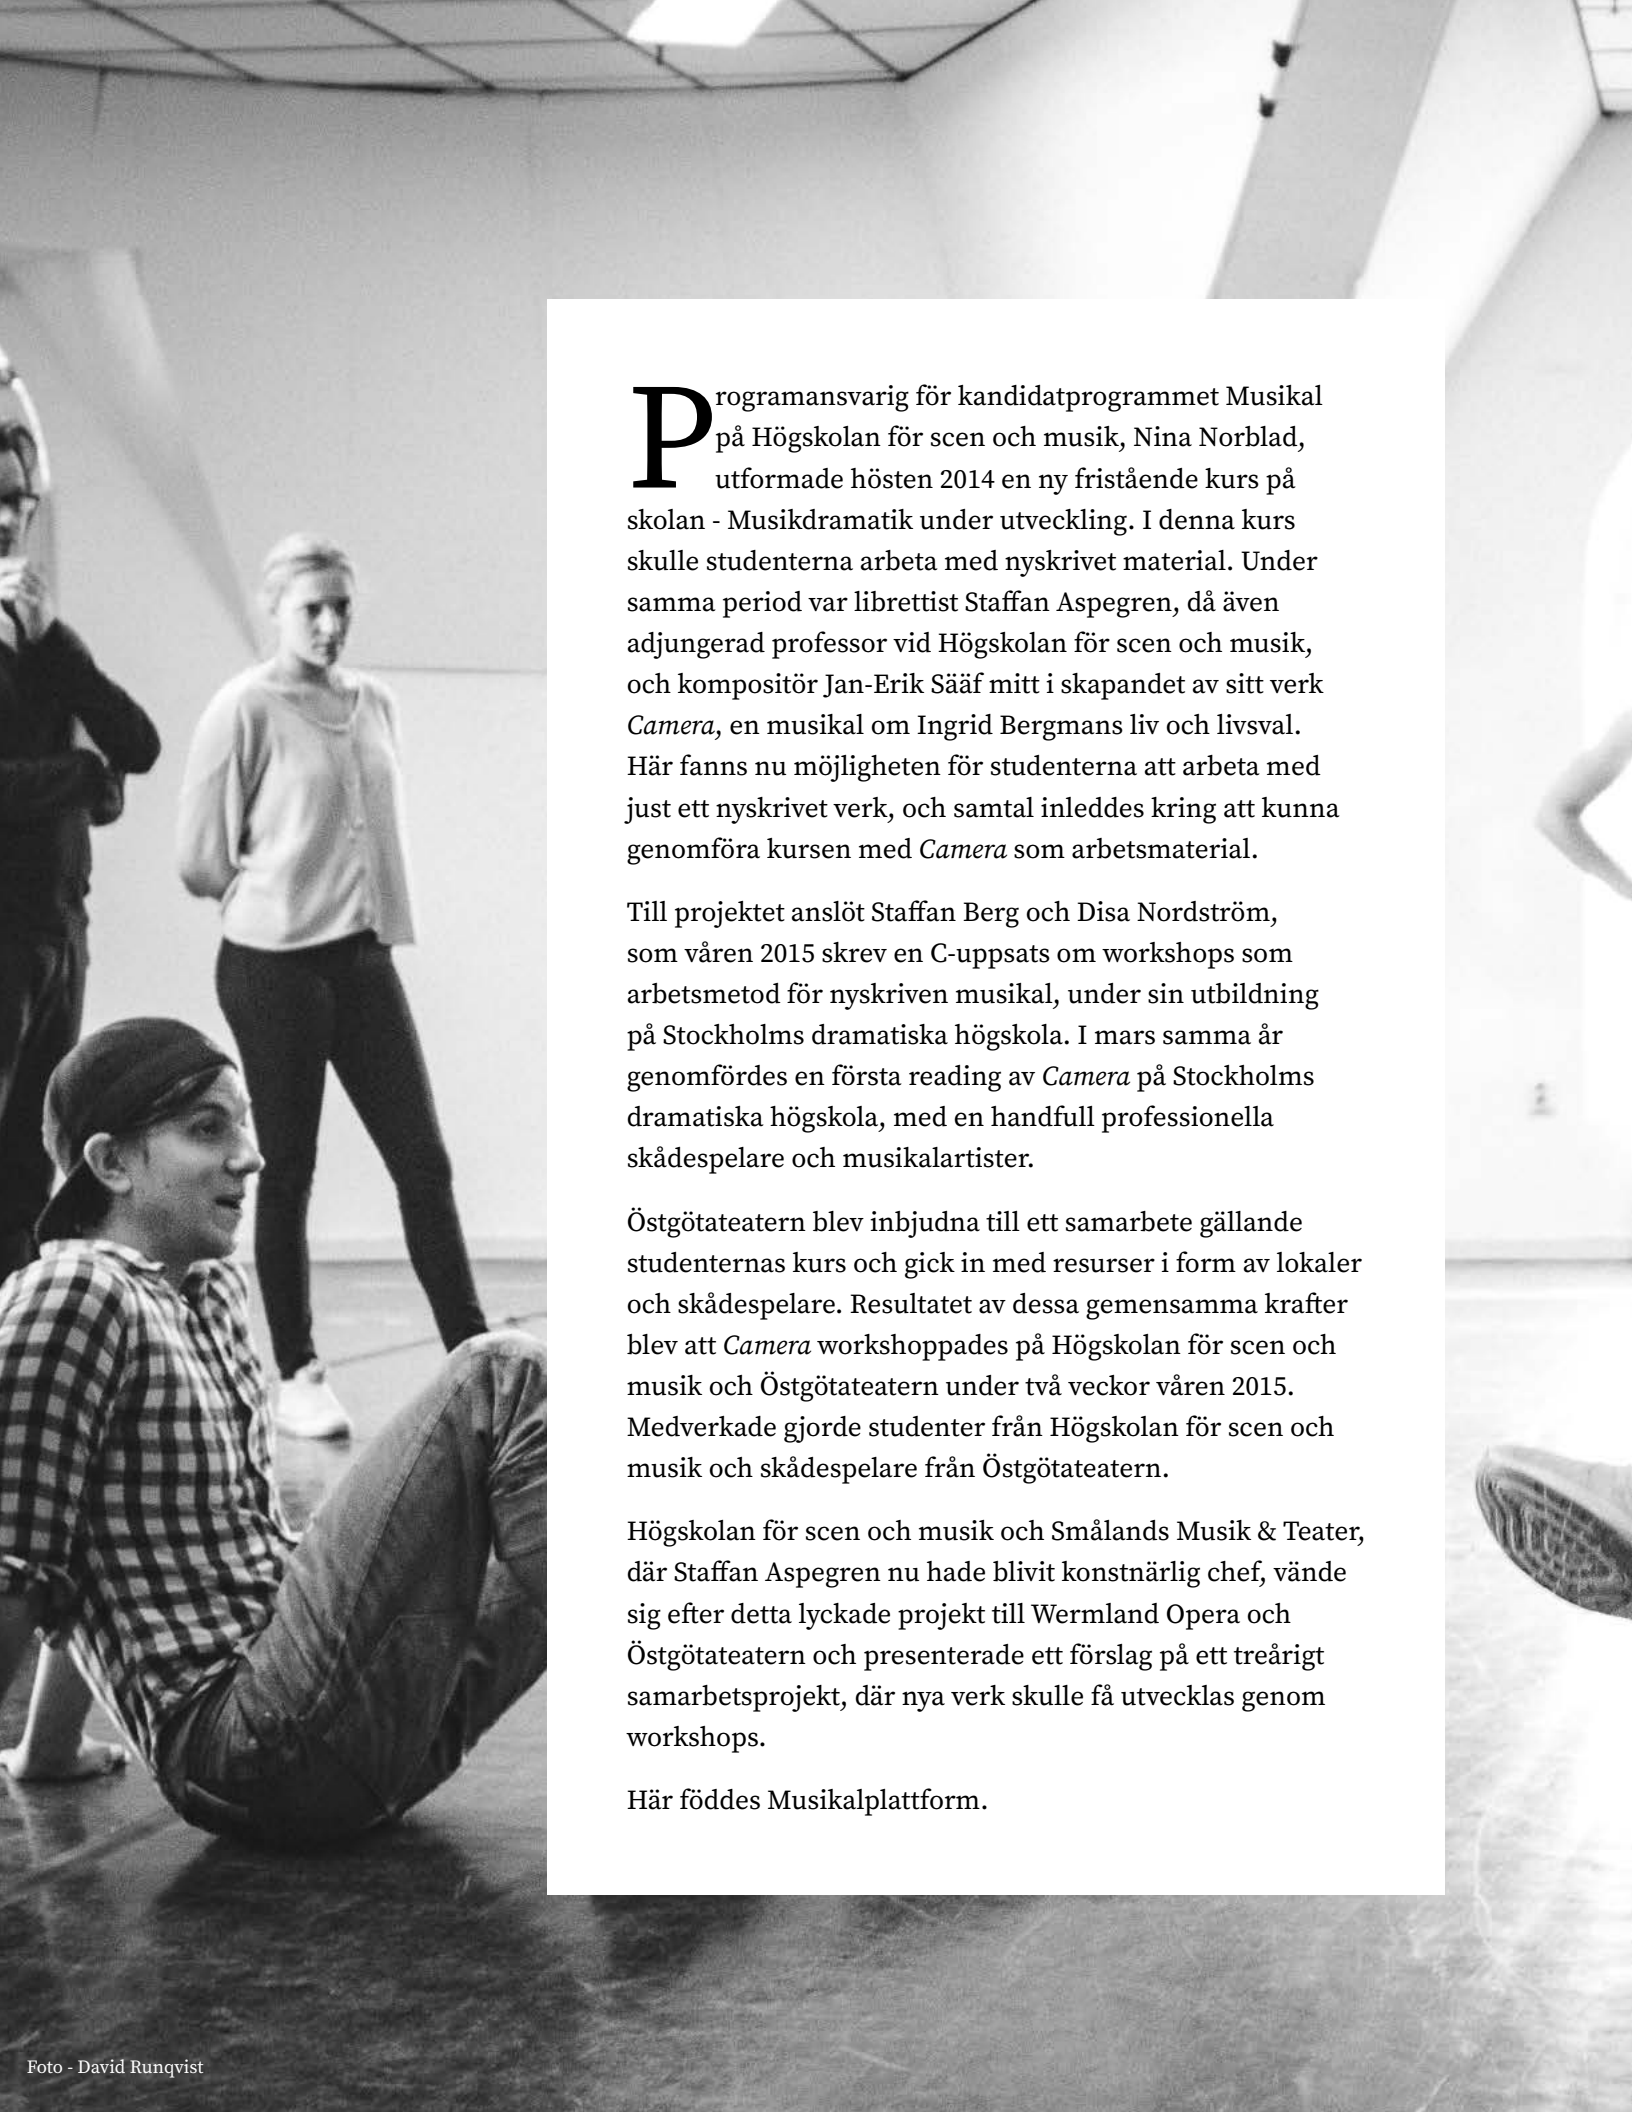 Programansvarig för kandidatprogrammet Musikal
på Högskolan för scen och musik, Nina Norblad,
utformade hösten 2014 en ny fristående kurs på
skolan - Musikdramatik under utveckling. I denna kurs
skulle studenterna arbeta med nyskrivet material. Under
samma period var librettist Staffan Aspegren, då även
adjungerad professor vid Högskolan för scen och musik,
och kompositör Jan-Erik Sääf mitt i skapandet av sitt verk
Camera, en musikal om Ingrid Bergmans liv och livsval.
Här fanns nu möjligheten för studenterna att arbeta med
just ett nyskrivet verk, och samtal inleddes kring att kunna
genomföra kursen med Camera som arbetsmaterial.
Till projektet anslöt Staffan Berg och Disa Nordström,
som våren 2015 skrev en C-uppsats om workshops som
arbetsmetod för nyskriven musikal, under sin utbildning
på Stockholms dramatiska högskola. I mars samma år
genomfördes en första reading av Camera på Stockholms
dramatiska högskola, med en handfull professionella
skådespelare och musikalartister.
Östgötateatern blev inbjudna till ett samarbete gällande
studenternas kurs och gick in med resurser i form av lokaler
och skådespelare. Resultatet av dessa gemensamma krafter
blev att Camera workshoppades på Högskolan för scen och
musik och Östgötateatern under två veckor våren 2015.
Medverkade gjorde studenter från Högskolan för scen och
musik och skådespelare från Östgötateatern.
Högskolan för scen och musik och Smålands Musik & Teater,
där Staffan Aspegren nu hade blivit konstnärlig chef, vände
sig efter detta lyckade projekt till Wermland Opera och
Östgötateatern och presenterade ett förslag på ett treårigt
samarbetsprojekt, där nya verk skulle få utvecklas genom
workshops.
Här föddes Musikalplattform.
Foto - David Runqvist